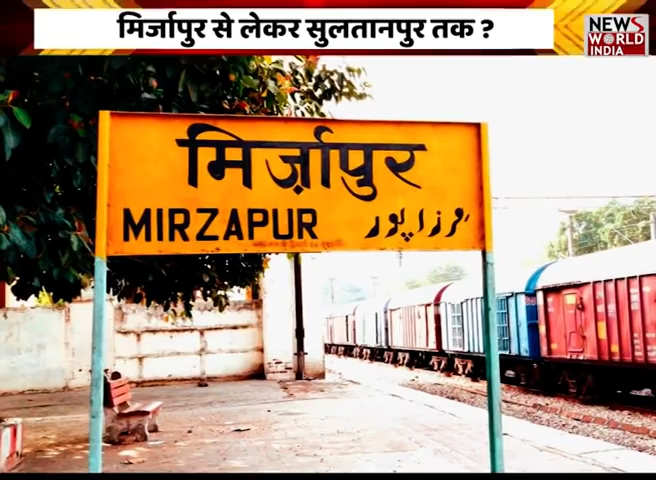 मिर्जापुर से लेकर सुलतानपुर तक ?
NEWS
WORLD
INDIA
मिर्ज़ापुर
MIRZAPUR مرزاپور